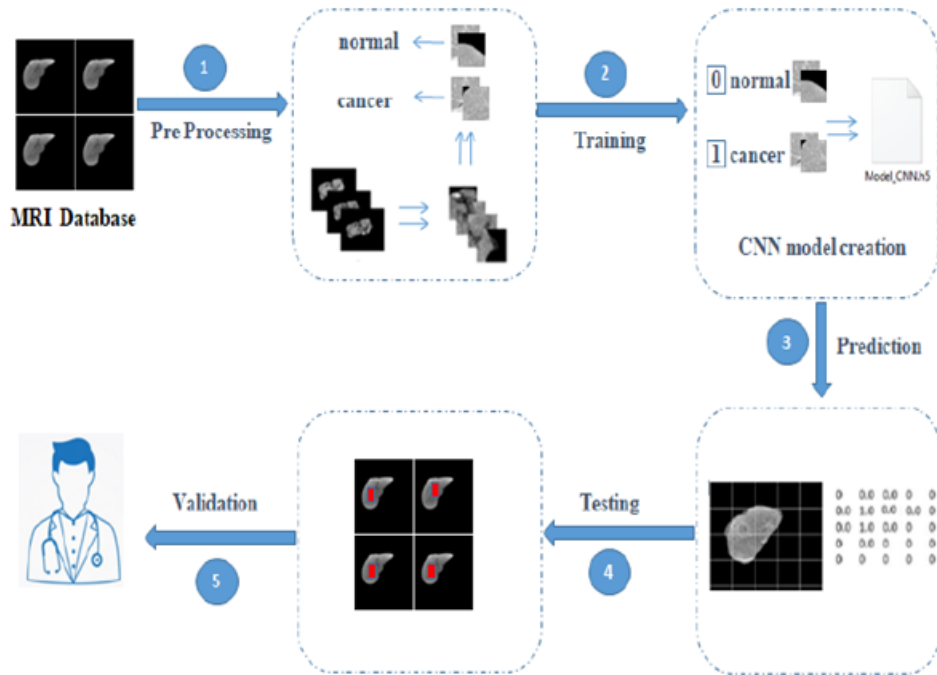 1
Pre Processing
MRI Database
normal
cancer
2
Training
0 normal
1 cancer
Model_CNN.h5
CNN model creation
3
Prediction
0 0.0 0.0 0 0
0.0 1.0 0.0 0.0 0
0.0 1.0 0 0 0
0 0.0 0 0 0
0 0 0 0 0
Testing
4
Validation
5